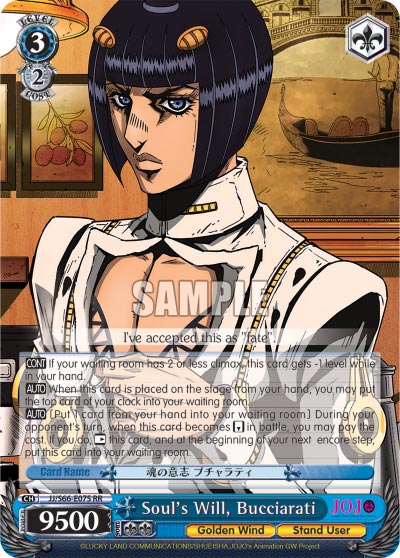 LEVEL
3
2
COST
SAMPLE
I've accepted this as "fate".
CONT If your waiting room has 2 or less climax, this card gets -1 level while
in your hand.
AUTO When this card is placed on the stage from your hand, you may put
the top card of your clock into your waiting room.
AUTO [Put 1 card from your hand into your waiting room] During your
opponent's turn, when this card becomes in battle, you may pay the
cost. If you do, this card, and at the beginning of your next encore step,
put this card into your waiting room.
Card Name
魂の意志 ブチャラティ
CH JJ/S66-E075 RR
Soul's Will, Bucciarati
JOJO
POWER
9500
SOUL
Golden Wind
Stand User
©LUCKY LAND COMMUNICATIONS/SHUEISHA,JOJO's Animation GW Project